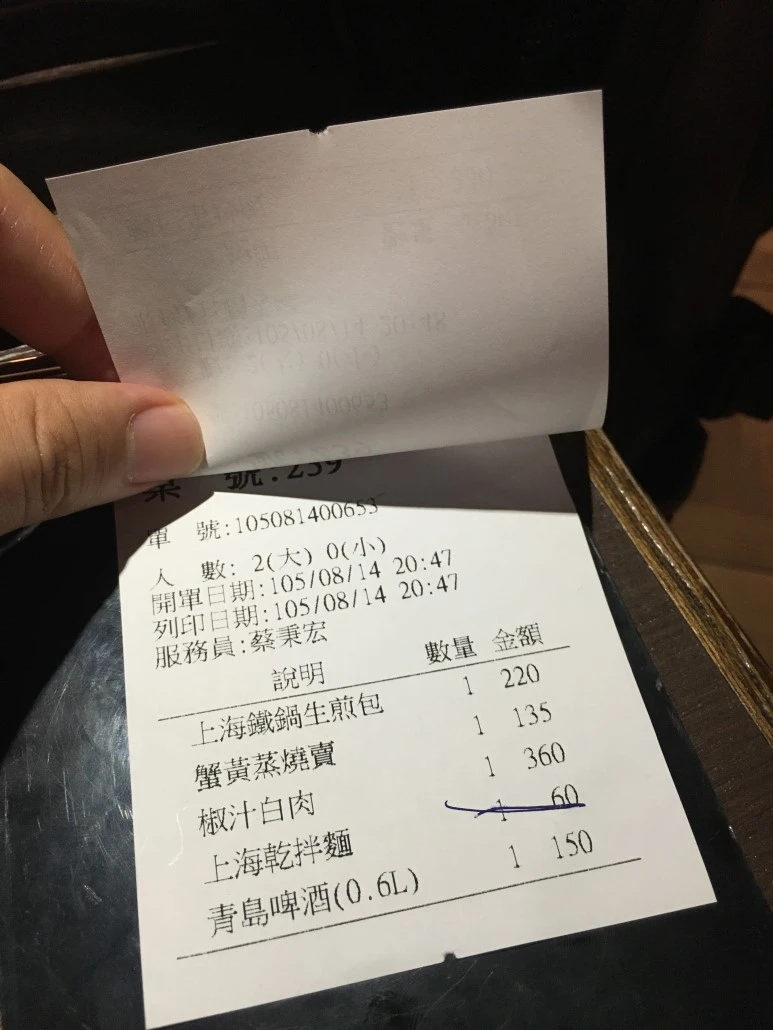 號:239
單 號:105081400653
人 數: 2(大) 0(小)
開單日期:105/08/14 20:47
列印日期:105/08/14 20:47
服務員:蔡秉宏
說明 數量 金額
上海鐵鍋生煎包 1 220
蟹黃蒸燒賣 1 135
椒汁白肉 1 360
上海乾拌麵 1 60
青島啤酒(0.6L) 1 150